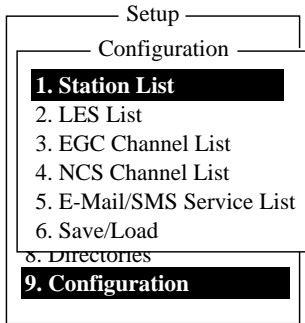 Setup
Configuration
1. Station List
2. LES List
3. EGC Channel List
4. NCS Channel List
5. E-Mail/SMS Service List
6. Save/Load
8. Directories
9. Configuration